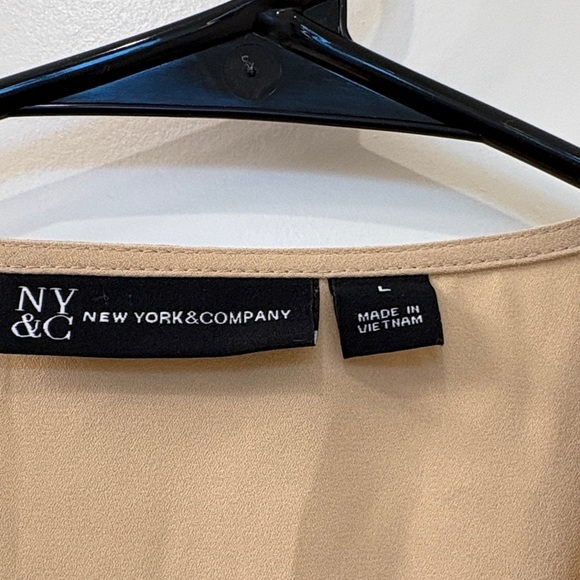 NY
&C NEW YORK&COMPANY
L
MADE IN
VIETNAM